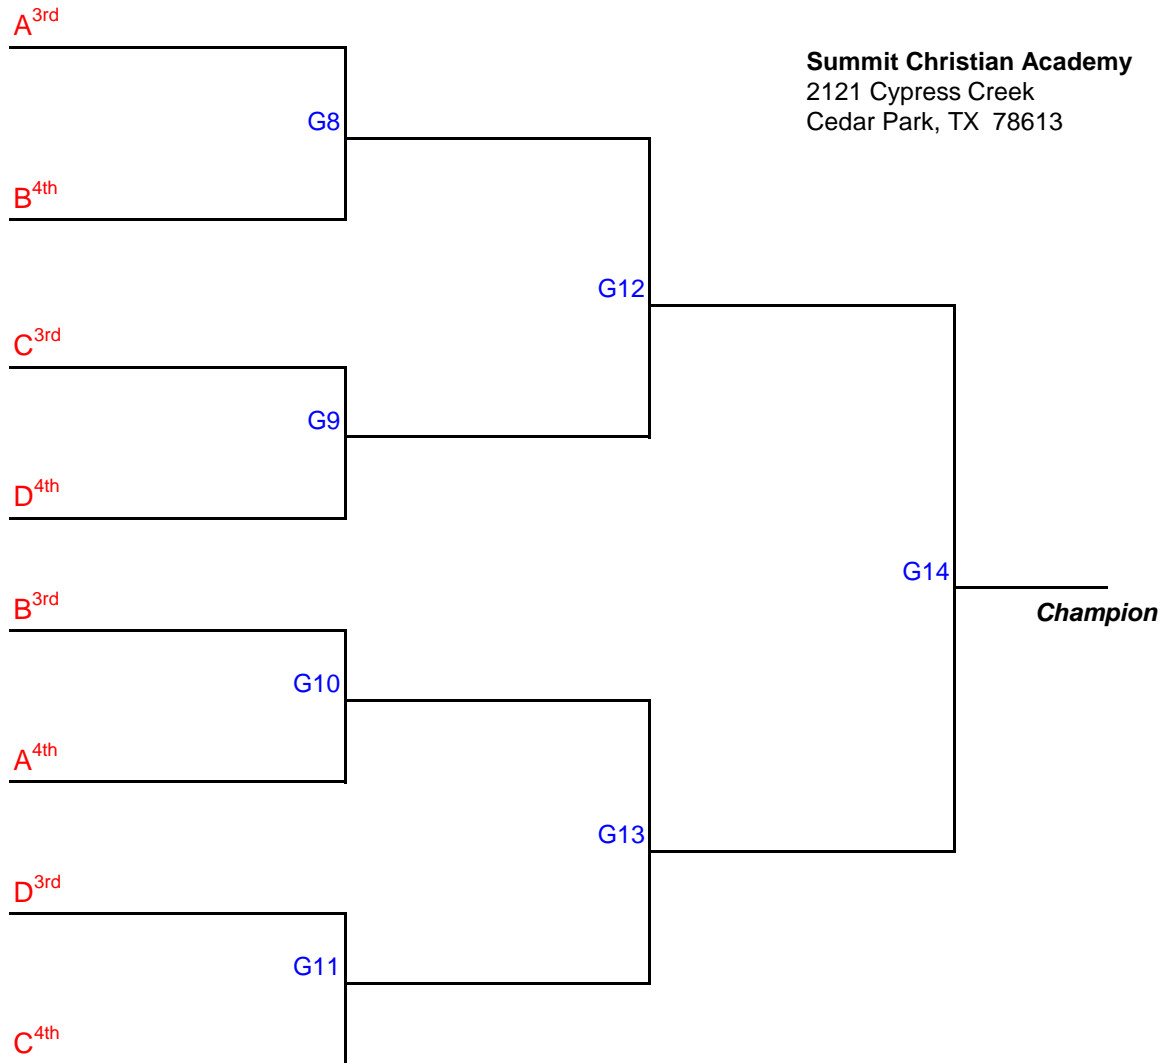 A3rd
Summit Christian Academy
2121 Cypress Creek
Cedar Park, TX  78613
G8
B4th
G12
C3rd
G9
D4th
G14
Champion
B3rd
G10
A4th
G13
D3rd
G11
C4th